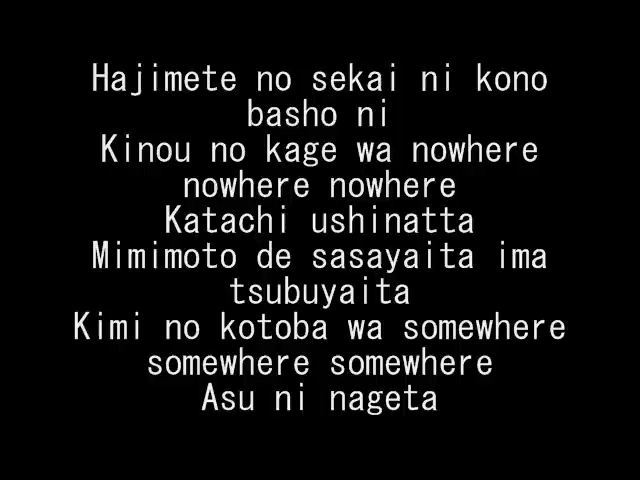 Hajimete no sekai ni kono
basho ni
Kinou no kage wa nowhere
nowhere nowhere
Katachi ushinatta
Mimimoto de sasayaita ima
tsubuyaita
Kimi no kotoba wa somewhere
somewhere somewhere
Asu ni nageta